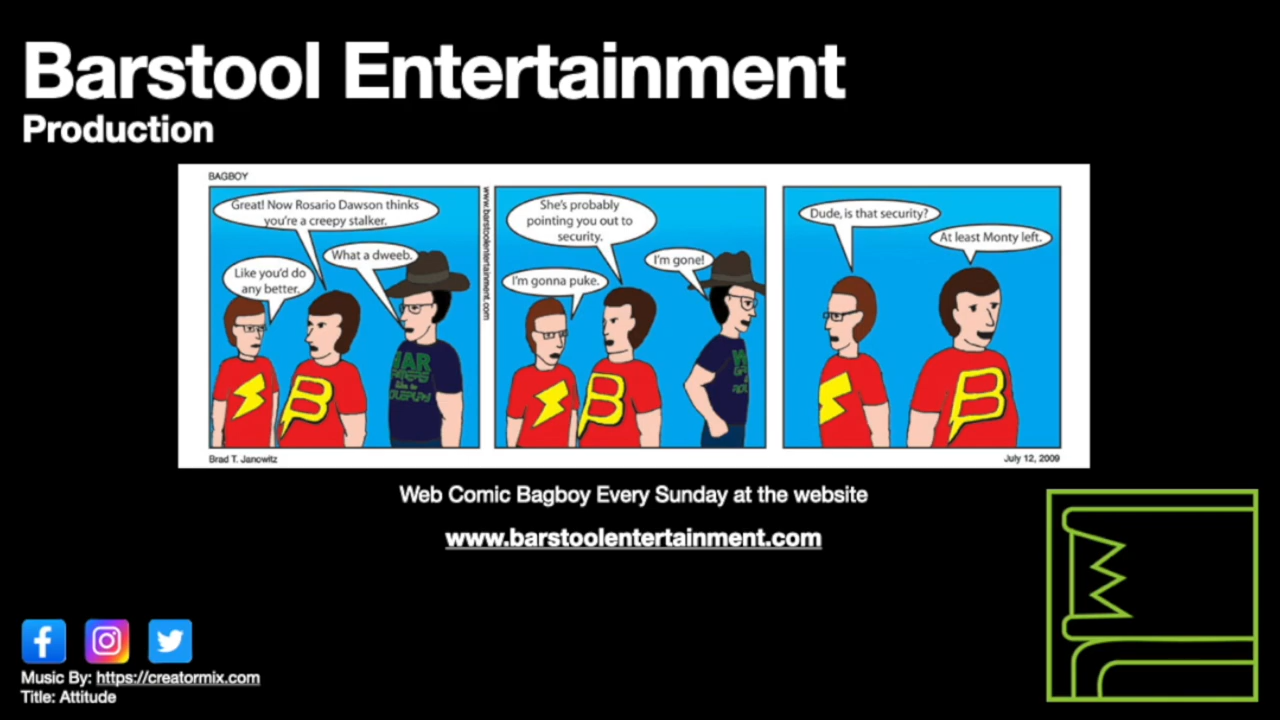 Barstool Entertainment
Production
BAGBOY
Great! Now Rosario Dawson thinks
you're a creepy stalker.
What a dweeb.
Like you'd do
any better.
www.barstoolentertainment.com
She's probably
pointing you out to
security.
I'm gonna puke.
I'm gone!
Dude, is that security?
At least Monty left.
B
B
B
Brad T. Janowitz
July 12, 2009
Web Comic Bagboy Every Sunday at the website
www.barstoolentertainment.com
Music By: https://creatormix.com
Title: Attitude